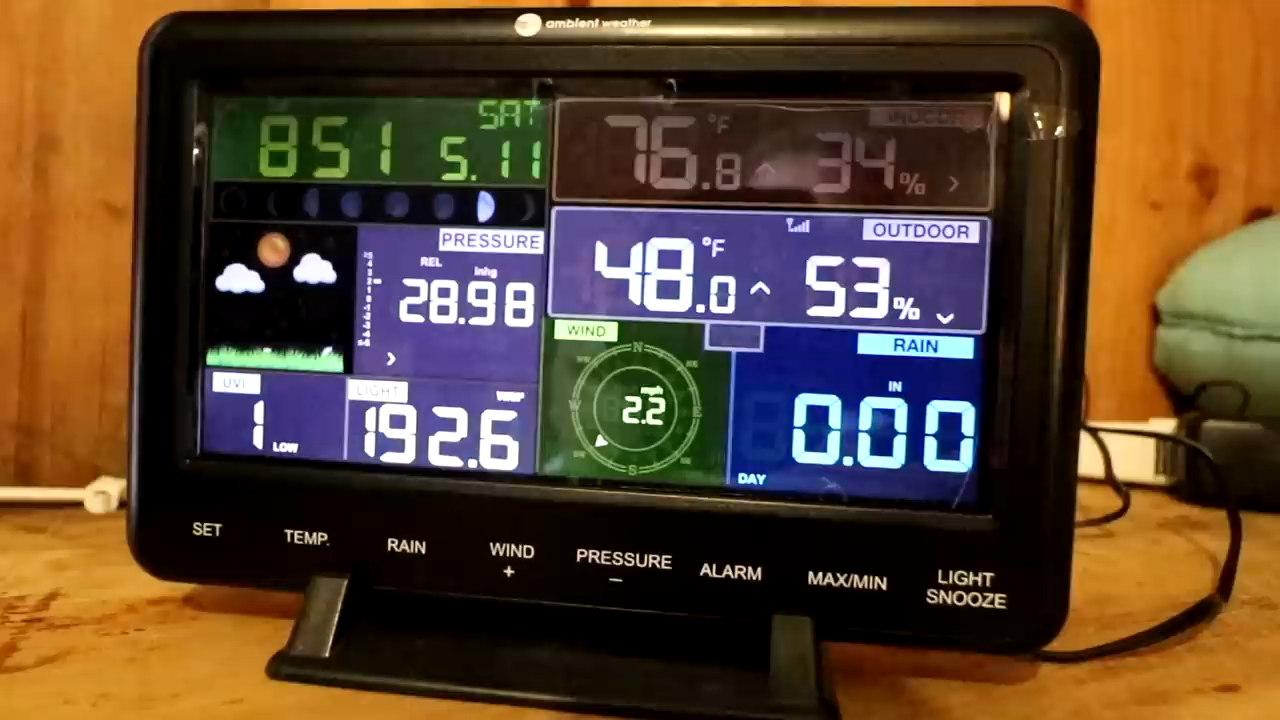 ambient weather
851
SAT
5.11
76.8 °F
34%
INDOOR
PRESSURE
REL
inhg
28.98
OUTDOOR
48.0 °F
53%
WIND
N
E
S
W
mph
2.2
RAIN
IN
0.00
DAY
UVI
1
LOW
LIGHT
W/M²
192.6
SET
TEMP.
RAIN
WIND
+
PRESSURE
−
ALARM
MAX/MIN
LIGHT
SNOOZE